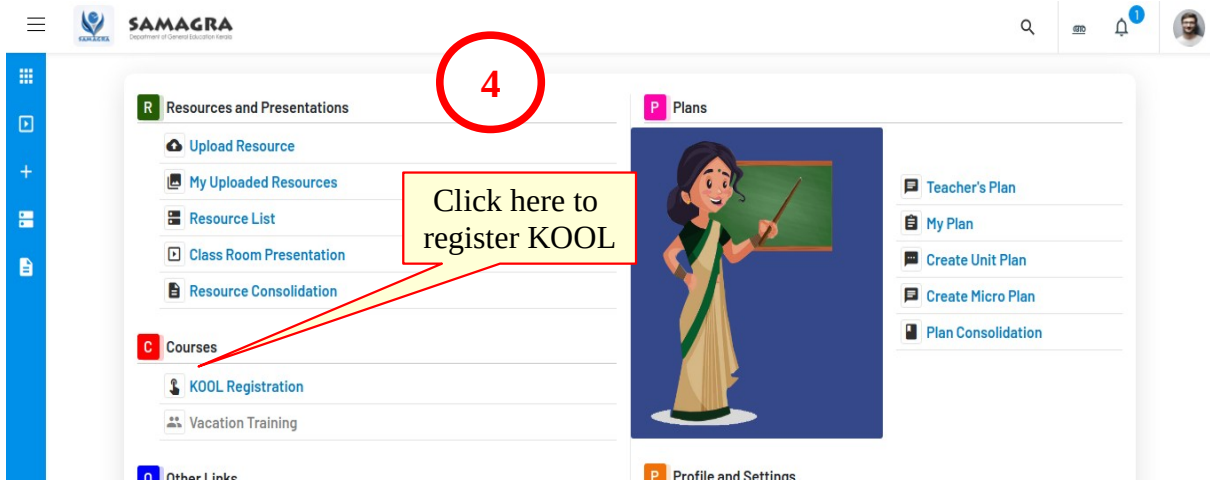 SAMAGRA
Department of General Education Kerala
SAMAGRA
അ
1
4
R Resources and Presentations
Upload Resource
My Uploaded Resources
Resource List
Class Room Presentation
Resource Consolidation
Click here to
register KOOL
C Courses
KOOL Registration
Vacation Training
O Other Links
P Plans
Teacher's Plan
My Plan
Create Unit Plan
Create Micro Plan
Plan Consolidation
P Profile and Settings